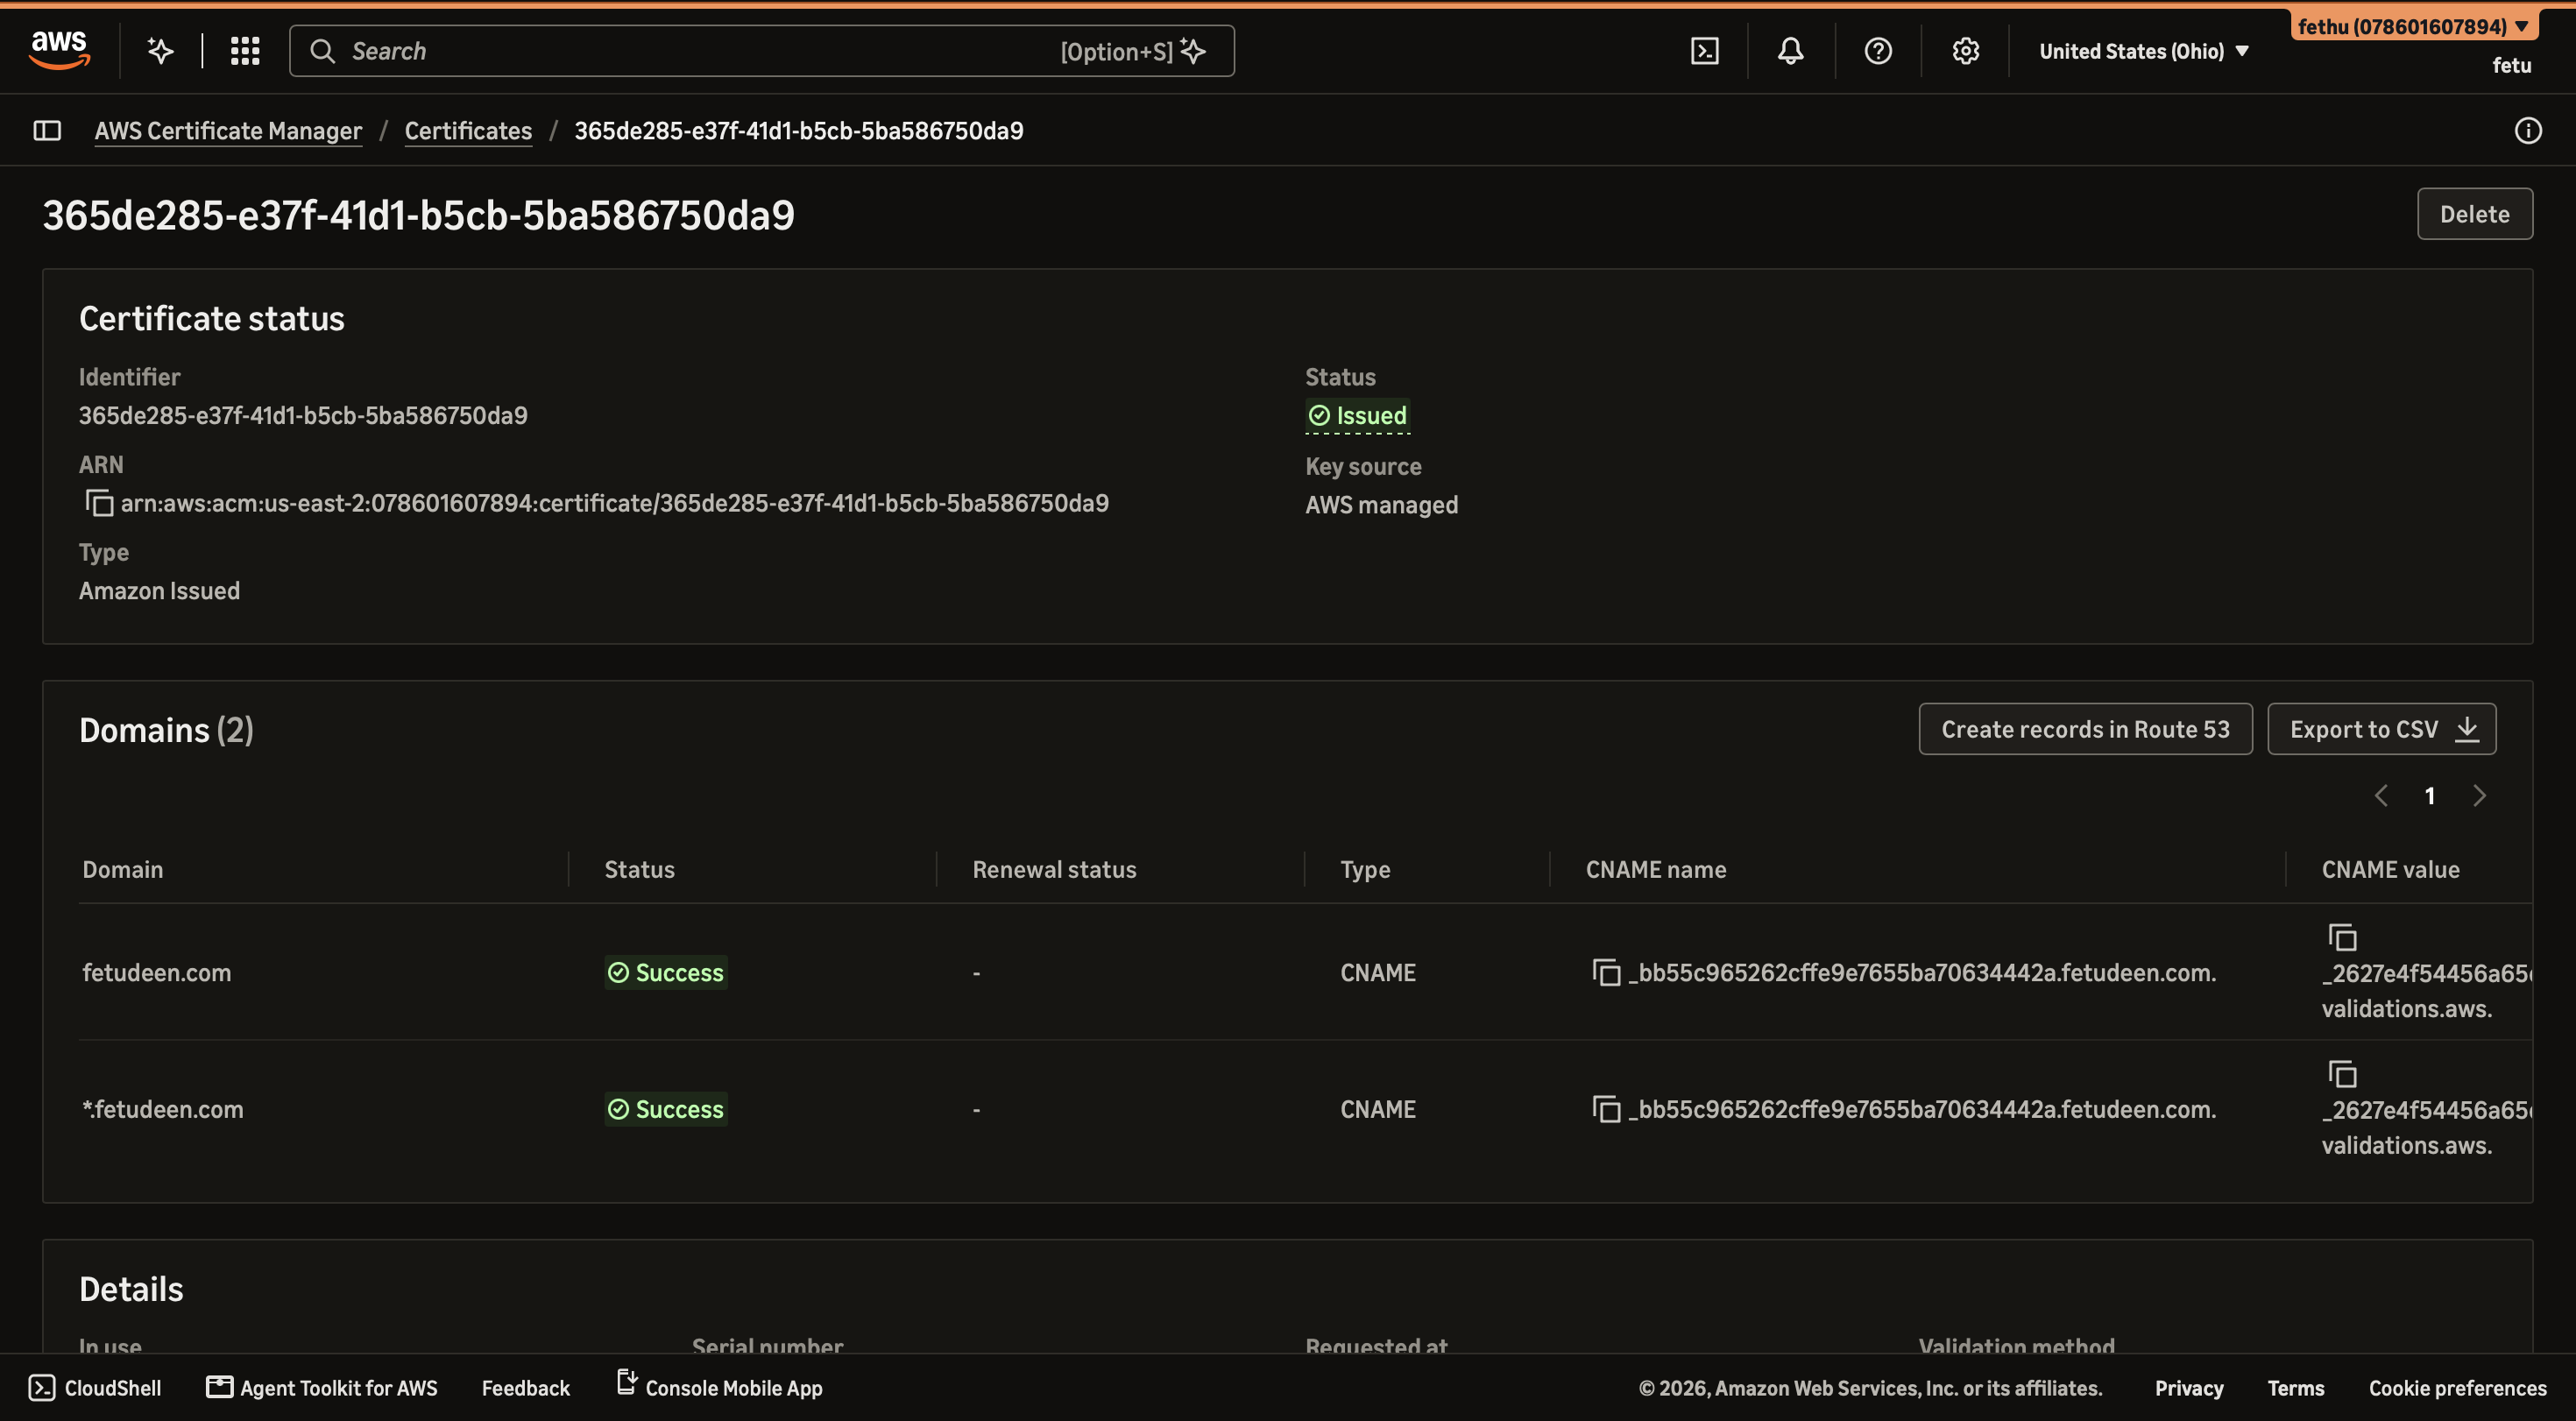 fethu (078601607894)
aws
Search
[Option+S]
United States (Ohio)
fetu
AWS Certificate Manager / Certificates / 365de285-e37f-41d1-b5cb-5ba586750da9
365de285-e37f-41d1-b5cb-5ba586750da9
Delete
Certificate status
Identifier
365de285-e37f-41d1-b5cb-5ba586750da9
ARN
arn:aws:acm:us-east-2:078601607894:certificate/365de285-e37f-41d1-b5cb-5ba586750da9
Type
Amazon Issued
Status
Issued
Key source
AWS managed
Domains (2)
Create records in Route 53
Export to CSV
1
Domain Status Renewal status Type CNAME name CNAME value
fetudeen.com Success - CNAME _bb55c965262cffe9e7655ba70634442a.fetudeen.com. _2627e4f54456a65
validations.aws.
*.fetudeen.com Success - CNAME _bb55c965262cffe9e7655ba70634442a.fetudeen.com. _2627e4f54456a65
validations.aws.
Details
In use Serial number Requested at Validation method
CloudShell Agent Toolkit for AWS Feedback Console Mobile App © 2026, Amazon Web Services, Inc. or its affiliates. Privacy Terms Cookie preferences